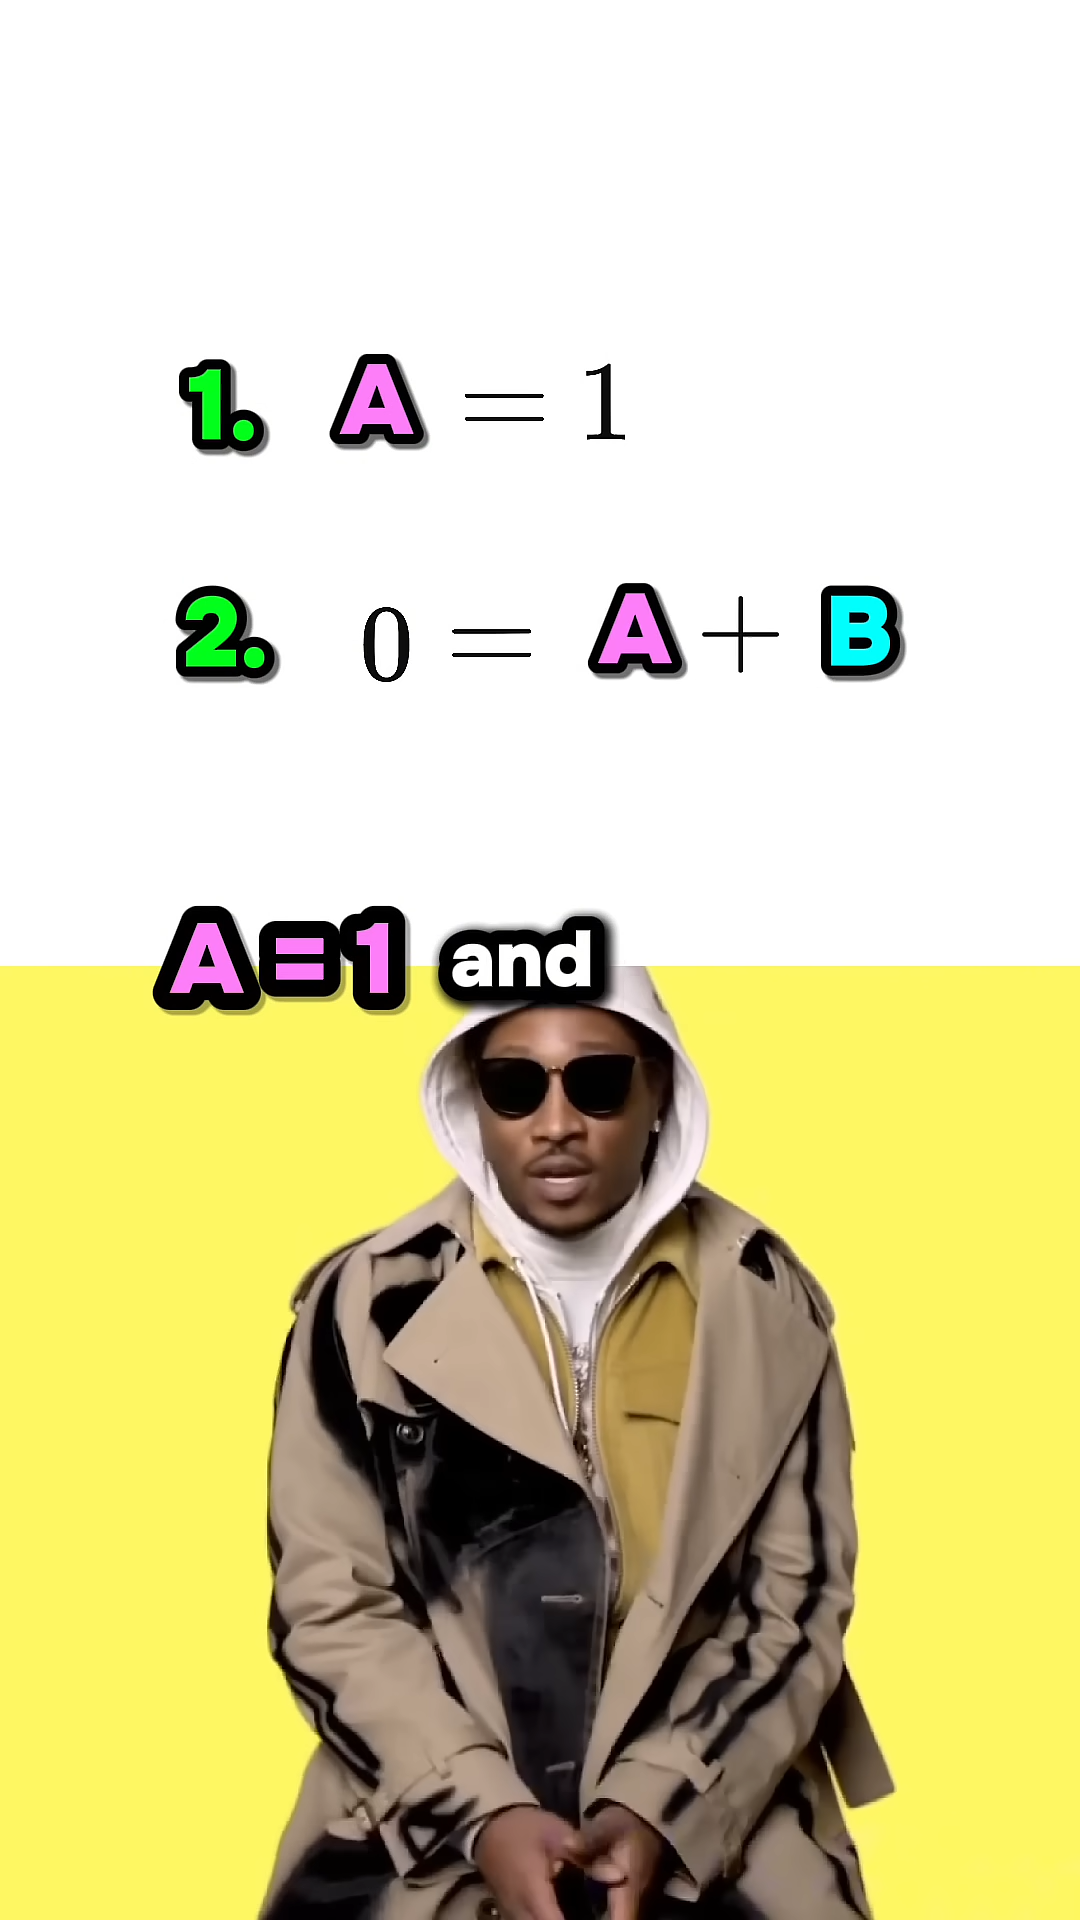 1. A = 1
2. 0 = A + B
A=1 and